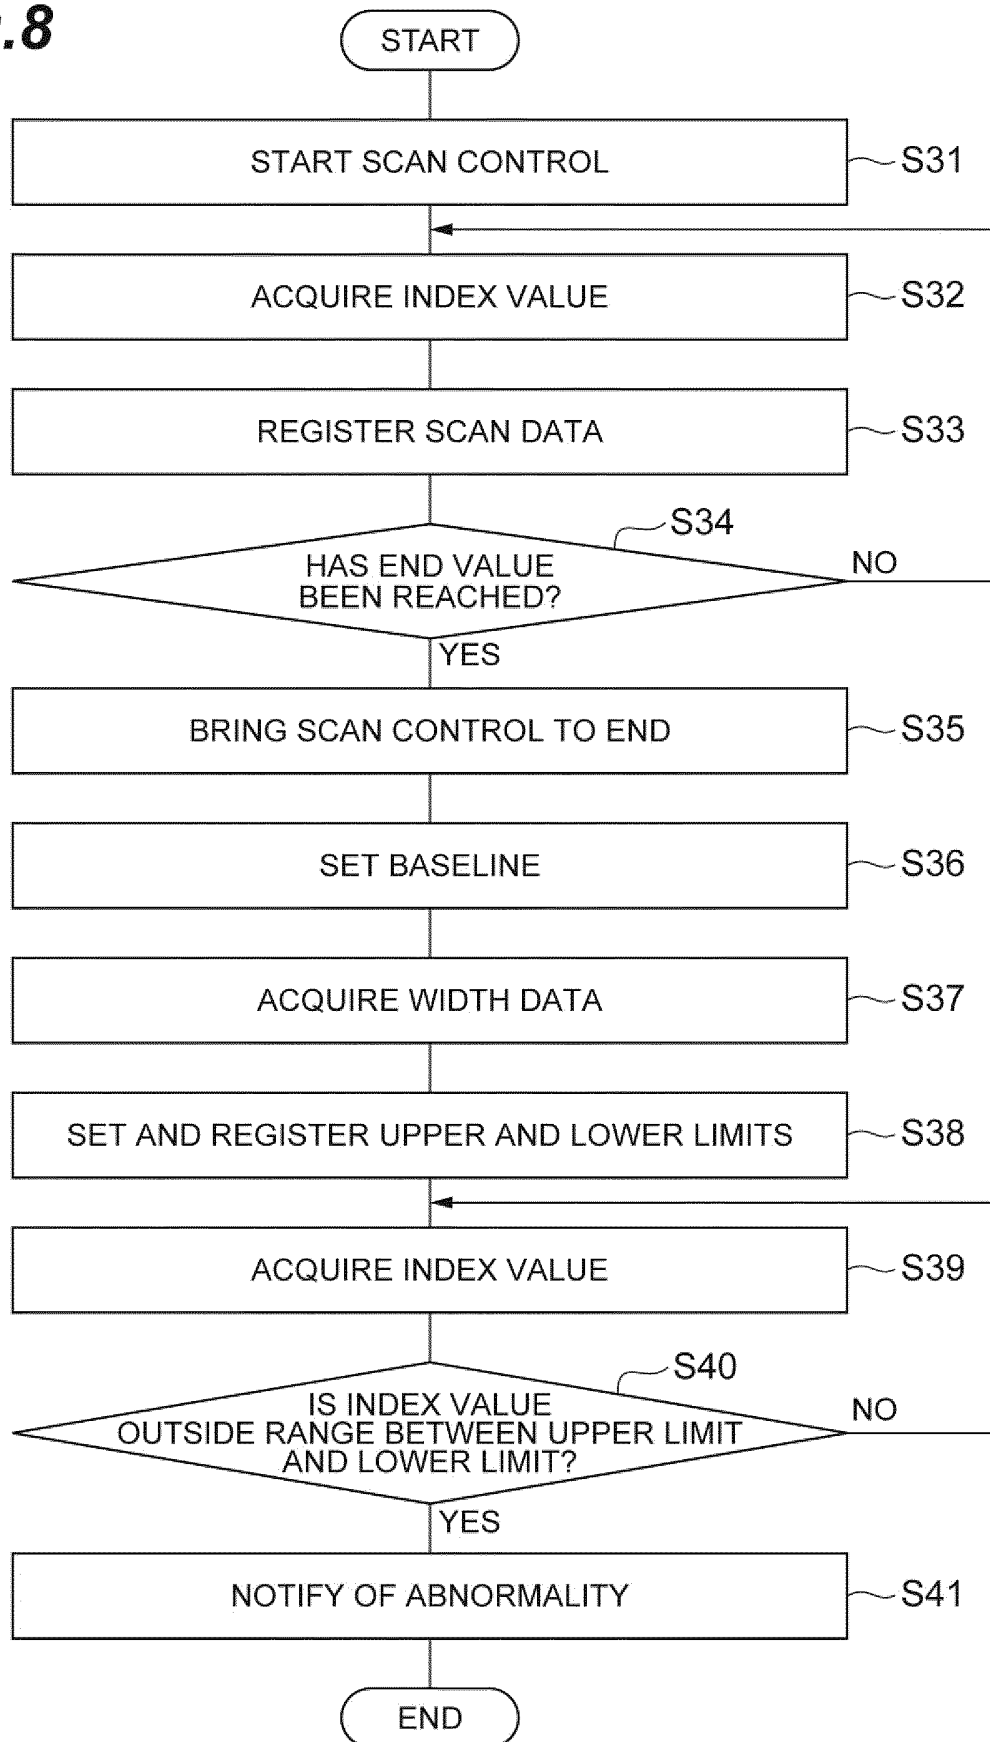 .8
START
START SCAN CONTROL
S31
ACQUIRE INDEX VALUE
S32
REGISTER SCAN DATA
S33
S34
HAS END VALUE
BEEN REACHED?
NO
YES
BRING SCAN CONTROL TO END
S35
SET BASELINE
S36
ACQUIRE WIDTH DATA
S37
SET AND REGISTER UPPER AND LOWER LIMITS
S38
ACQUIRE INDEX VALUE
S39
S40
IS INDEX VALUE
OUTSIDE RANGE BETWEEN UPPER LIMIT
AND LOWER LIMIT?
NO
YES
NOTIFY OF ABNORMALITY
S41
END